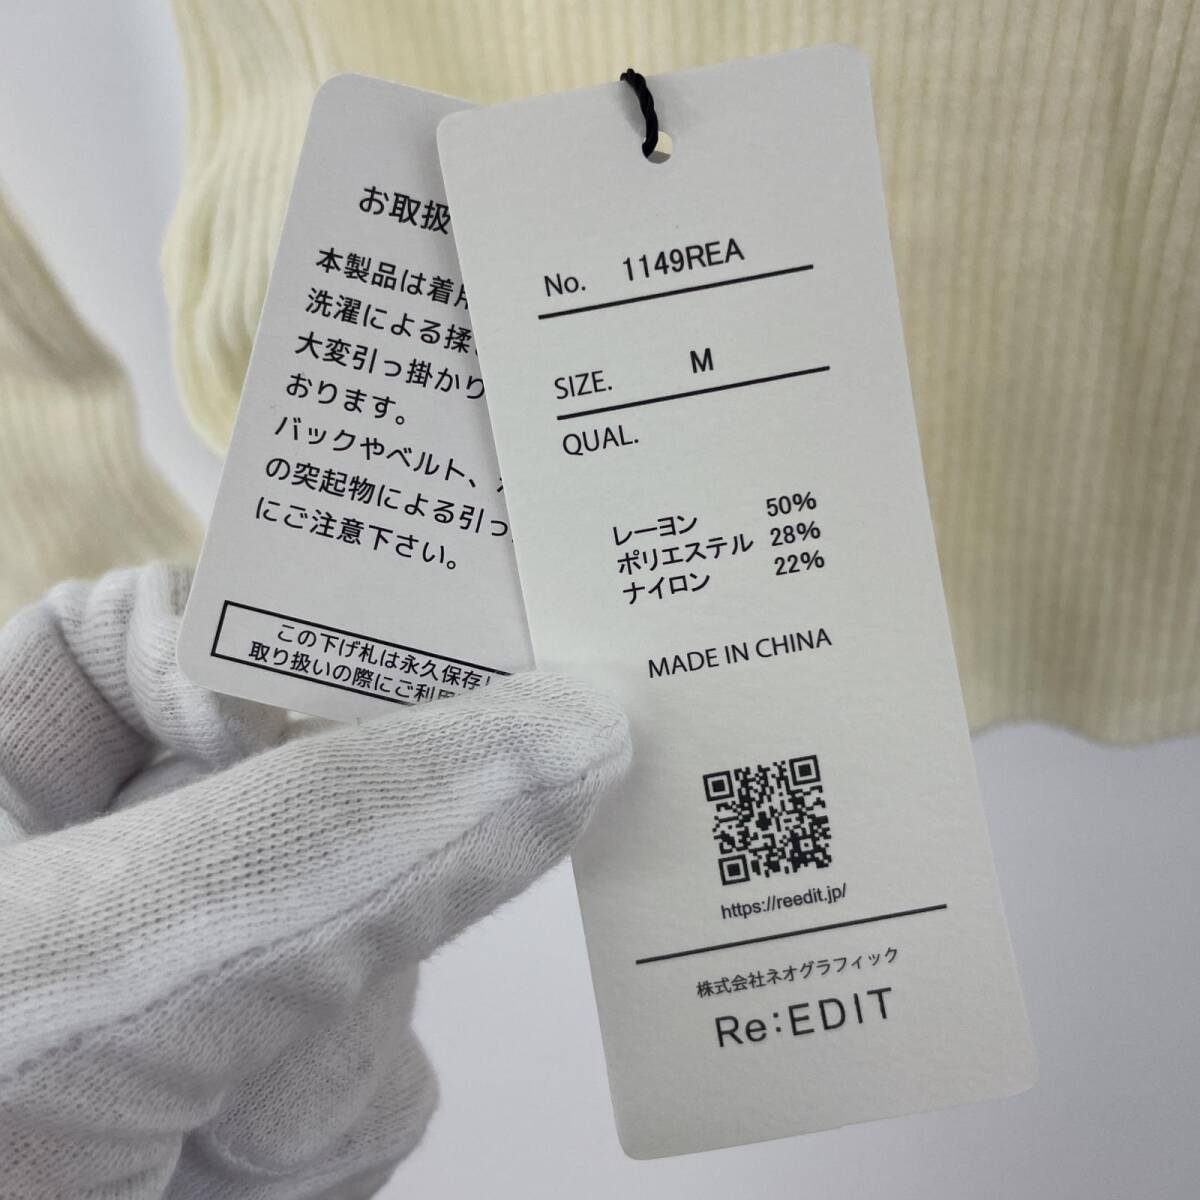 お取扱
本製品は着用
洗濯による揉
大変引っ掛かり
おります。
バックやベルト、
の突起物による引っ
にご注意下さい。
この下げ札は永久保存し
取り扱いの際にご利用
No. 1149REA
SIZE. M
QUAL.
レーヨン 50%
ポリエステル 28%
ナイロン 22%
MADE IN CHINA
https://reedit.jp/
株式会社ネオグラフィック
Re:EDIT